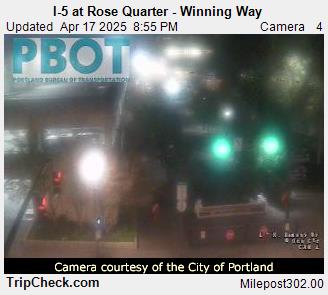 I-5 at Rose Quarter - Winning Way
Updated Apr 17 2025 8:55 PM Camera 4
PBOT
PORTLAND BUREAU OF TRANSPORTATION
Camera courtesy of the City of Portland
TripCheck.com Milepost302.00